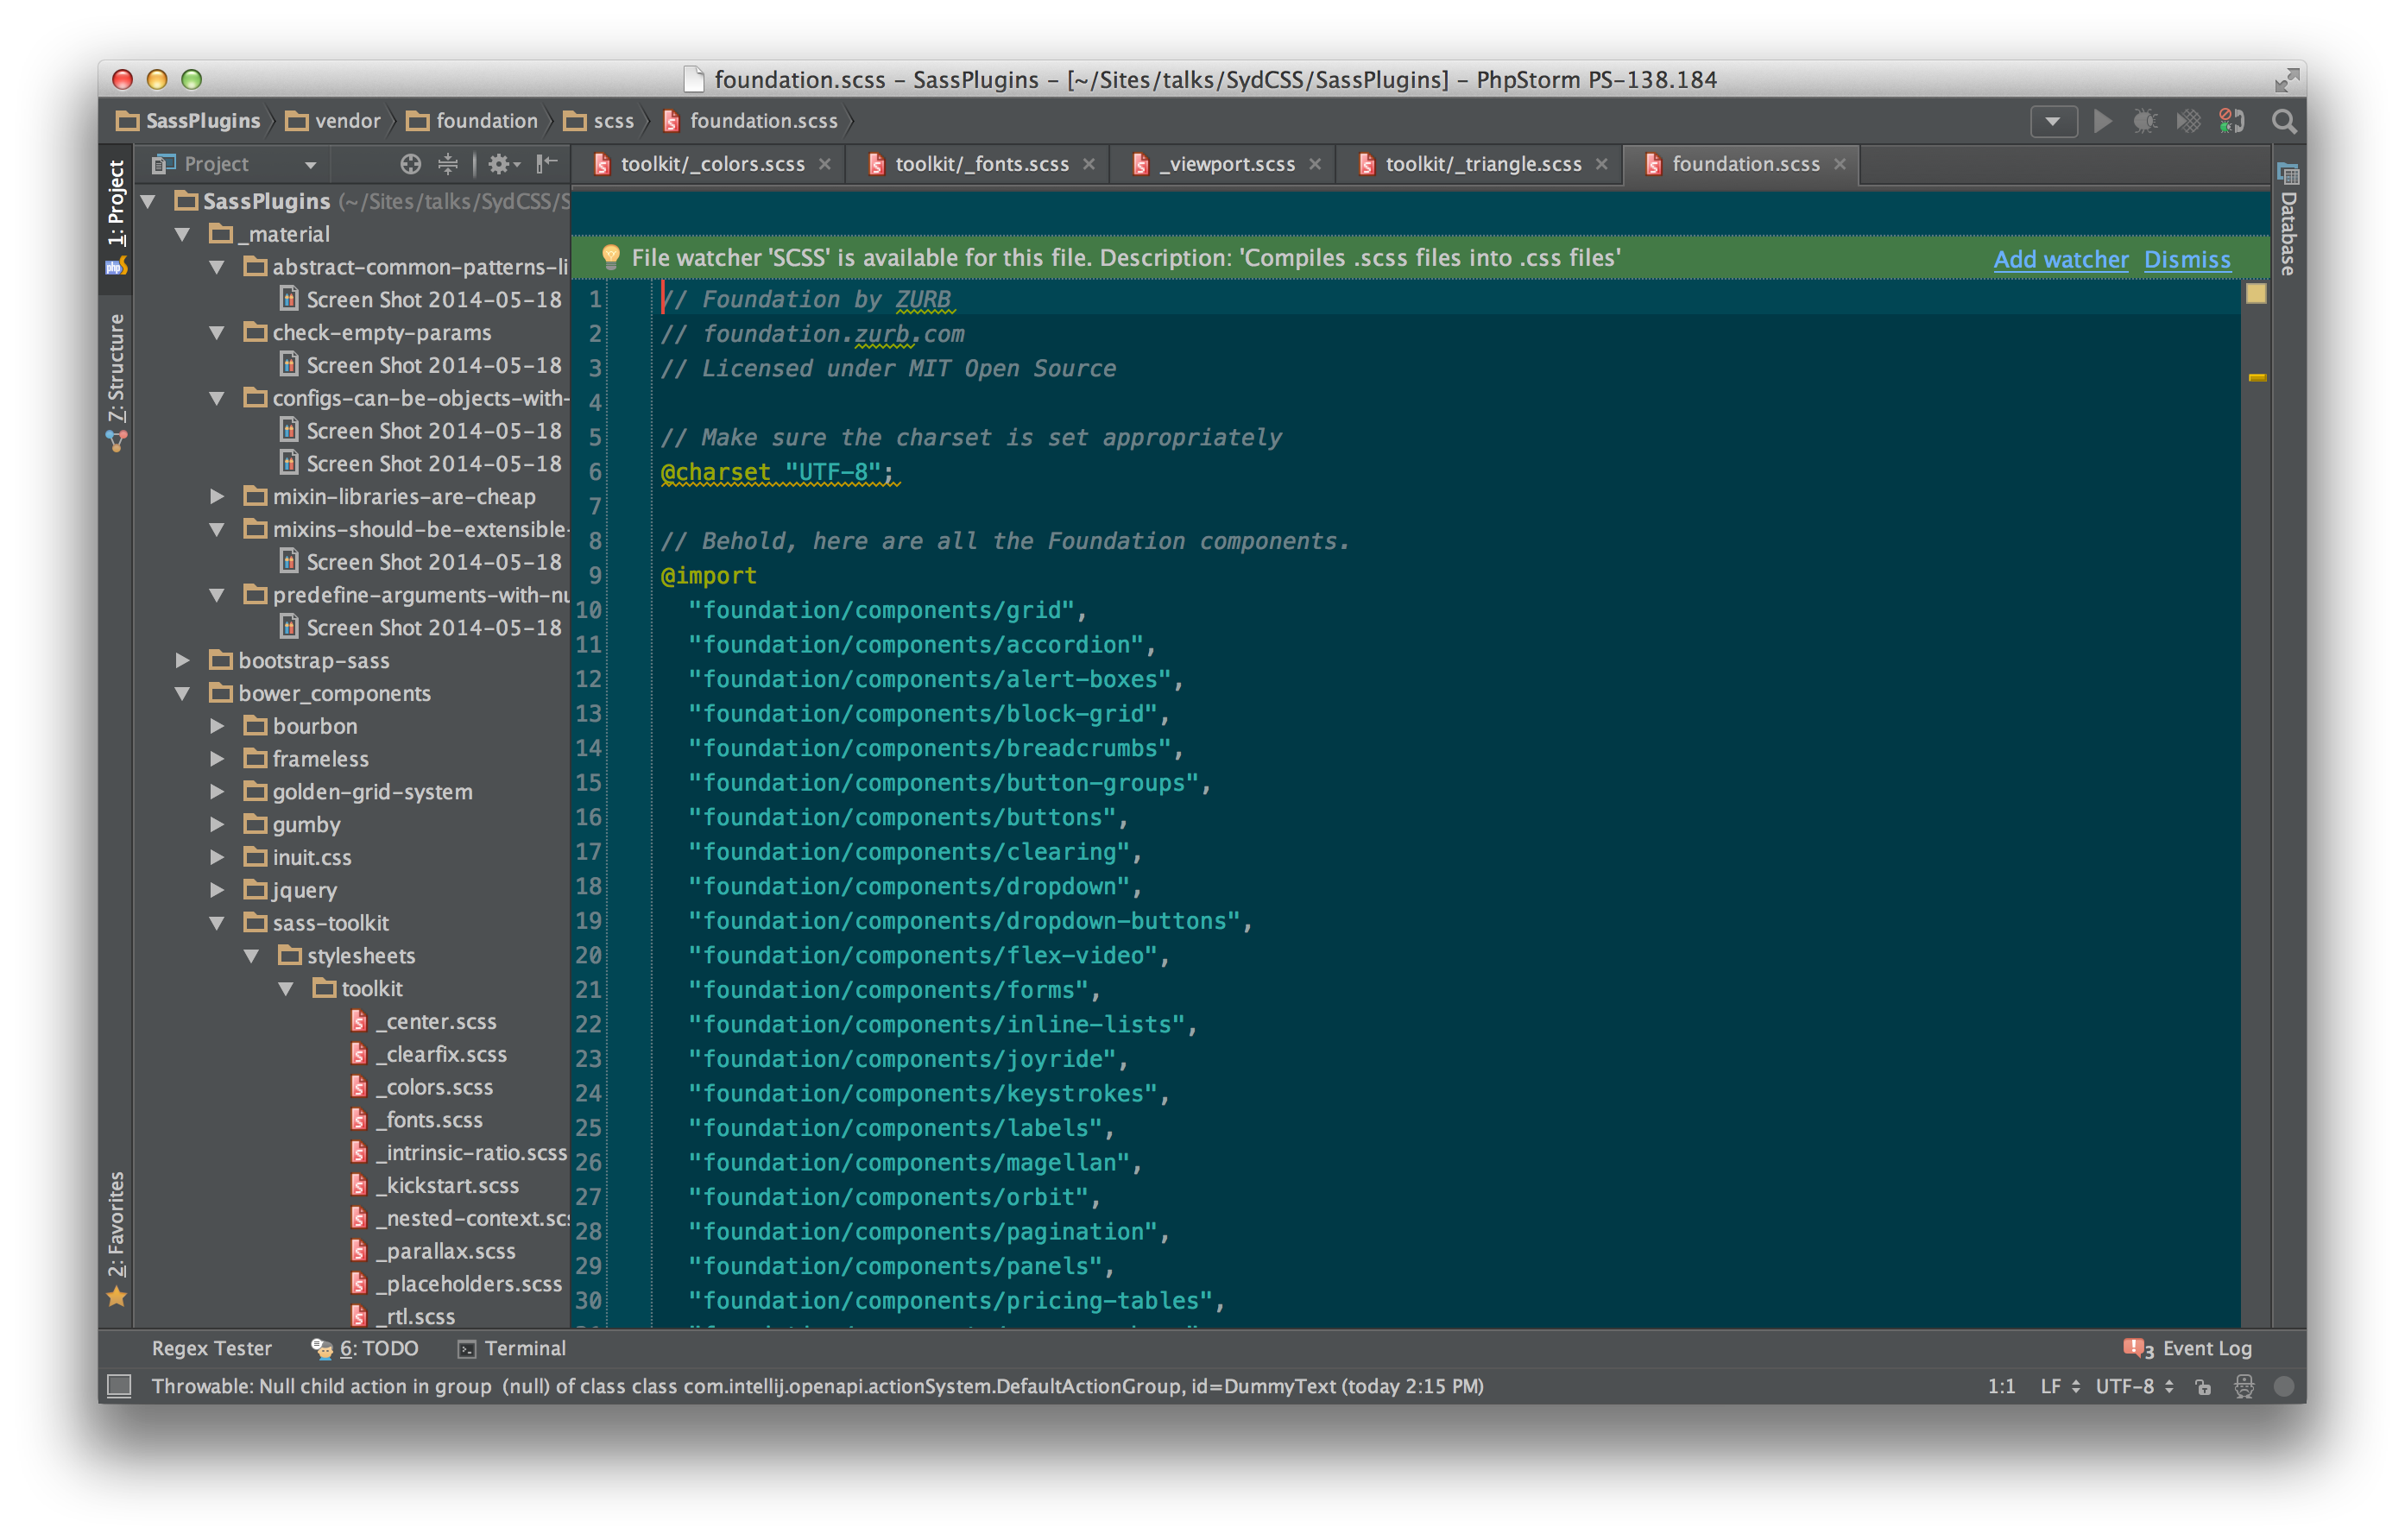 foundation.scss – SassPlugins – [~/Sites/talks/SydCSS/SassPlugins] – PhpStorm PS-138.184
SassPlugins vendor foundation scss foundation.scss
Project
toolkit/_colors.scss toolkit/_fonts.scss _viewport.scss toolkit/_triangle.scss foundation.scss
1: Project
7: Structure
2: Favorites
SassPlugins (~/Sites/talks/SydCSS/S
_material
abstract-common-patterns-li
Screen Shot 2014-05-18
check-empty-params
Screen Shot 2014-05-18
configs-can-be-objects-with-
Screen Shot 2014-05-18
Screen Shot 2014-05-18
mixin-libraries-are-cheap
mixins-should-be-extensible-
Screen Shot 2014-05-18
predefine-arguments-with-nu
Screen Shot 2014-05-18
bootstrap-sass
bower_components
bourbon
frameless
golden-grid-system
gumby
inuit.css
jquery
sass-toolkit
stylesheets
toolkit
_center.scss
_clearfix.scss
_colors.scss
_fonts.scss
_intrinsic-ratio.scss
_kickstart.scss
_nested-context.scs
_parallax.scss
_placeholders.scss
_rtl.scss
File watcher 'SCSS' is available for this file. Description: 'Compiles .scss files into .css files' Add watcher Dismiss
1 // Foundation by ZURB
2 // foundation.zurb.com
3 // Licensed under MIT Open Source
4
5 // Make sure the charset is set appropriately
6 @charset "UTF-8";
7
8 // Behold, here are all the Foundation components.
9 @import
10 "foundation/components/grid",
11 "foundation/components/accordion",
12 "foundation/components/alert-boxes",
13 "foundation/components/block-grid",
14 "foundation/components/breadcrumbs",
15 "foundation/components/button-groups",
16 "foundation/components/buttons",
17 "foundation/components/clearing",
18 "foundation/components/dropdown",
19 "foundation/components/dropdown-buttons",
20 "foundation/components/flex-video",
21 "foundation/components/forms",
22 "foundation/components/inline-lists",
23 "foundation/components/joyride",
24 "foundation/components/keystrokes",
25 "foundation/components/labels",
26 "foundation/components/magellan",
27 "foundation/components/orbit",
28 "foundation/components/pagination",
29 "foundation/components/panels",
30 "foundation/components/pricing-tables",
Database
Regex Tester 6: TODO Terminal 3 Event Log
Throwable: Null child action in group (null) of class class com.intellij.openapi.actionSystem.DefaultActionGroup, id=DummyText (today 2:15 PM) 1:1 LF UTF-8